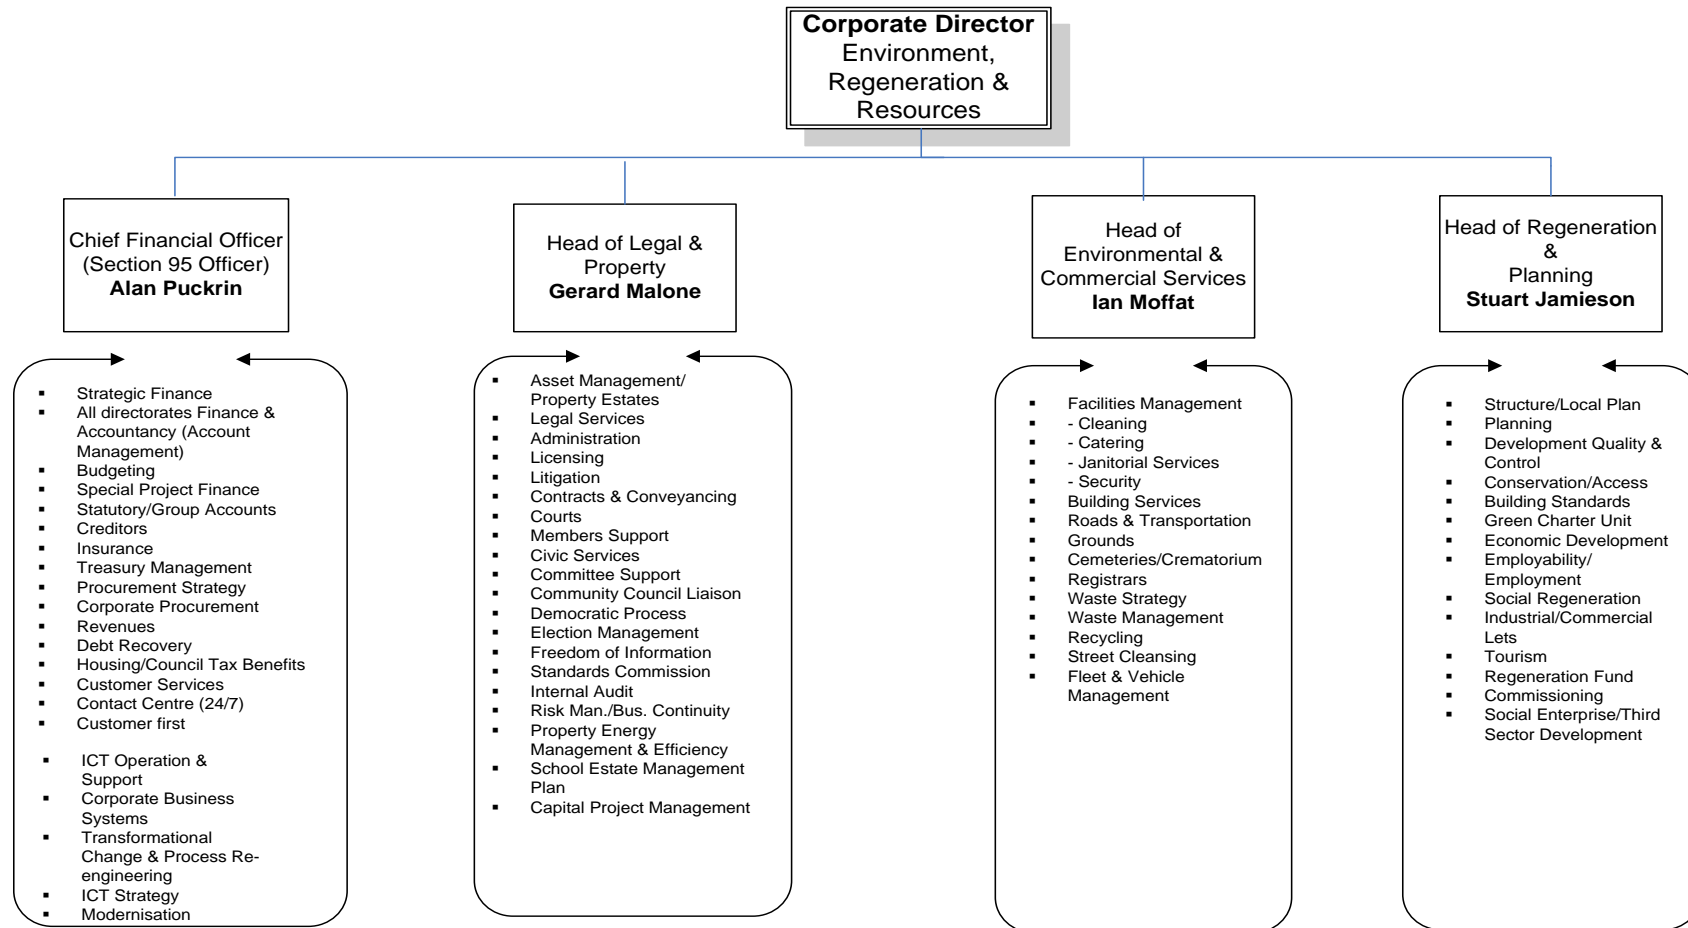 Corporate Director
Environment,
Regeneration &
Resources
Chief Financial Officer
(Section 95 Officer)
Alan Puckrin
Head of Legal &
Property
Gerard Malone
Head of
Environmental &
Commercial Services
Ian Moffat
Head of Regeneration
&
Planning
Stuart Jamieson
▪ Strategic Finance
▪ All directorates Finance &
Accountancy (Account
Management)
▪ Budgeting
▪ Special Project Finance
▪ Statutory/Group Accounts
▪ Creditors
▪ Insurance
▪ Treasury Management
▪ Procurement Strategy
▪ Corporate Procurement
▪ Revenues
▪ Debt Recovery
▪ Housing/Council Tax Benefits
▪ Customer Services
▪ Contact Centre (24/7)
▪ Customer first
▪ ICT Operation &
Support
▪ Corporate Business
Systems
▪ Transformational
Change & Process Re-
engineering
▪ ICT Strategy
▪ Modernisation
▪ Asset Management/
Property Estates
▪ Legal Services
▪ Administration
▪ Licensing
▪ Litigation
▪ Contracts & Conveyancing
▪ Courts
▪ Members Support
▪ Civic Services
▪ Committee Support
▪ Community Council Liaison
▪ Democratic Process
▪ Election Management
▪ Freedom of Information
▪ Standards Commission
▪ Internal Audit
▪ Risk Man./Bus. Continuity
▪ Property Energy
Management & Efficiency
▪ School Estate Management
Plan
▪ Capital Project Management
▪ Facilities Management
▪ - Cleaning
▪ - Catering
▪ - Janitorial Services
▪ - Security
▪ Building Services
▪ Roads & Transportation
▪ Grounds
▪ Cemeteries/Crematorium
▪ Registrars
▪ Waste Strategy
▪ Waste Management
▪ Recycling
▪ Street Cleansing
▪ Fleet & Vehicle
Management
▪ Structure/Local Plan
▪ Planning
▪ Development Quality &
Control
▪ Conservation/Access
▪ Building Standards
▪ Green Charter Unit
▪ Economic Development
▪ Employability/
Employment
▪ Social Regeneration
▪ Industrial/Commercial
Lets
▪ Tourism
▪ Regeneration Fund
▪ Commissioning
▪ Social Enterprise/Third
Sector Development